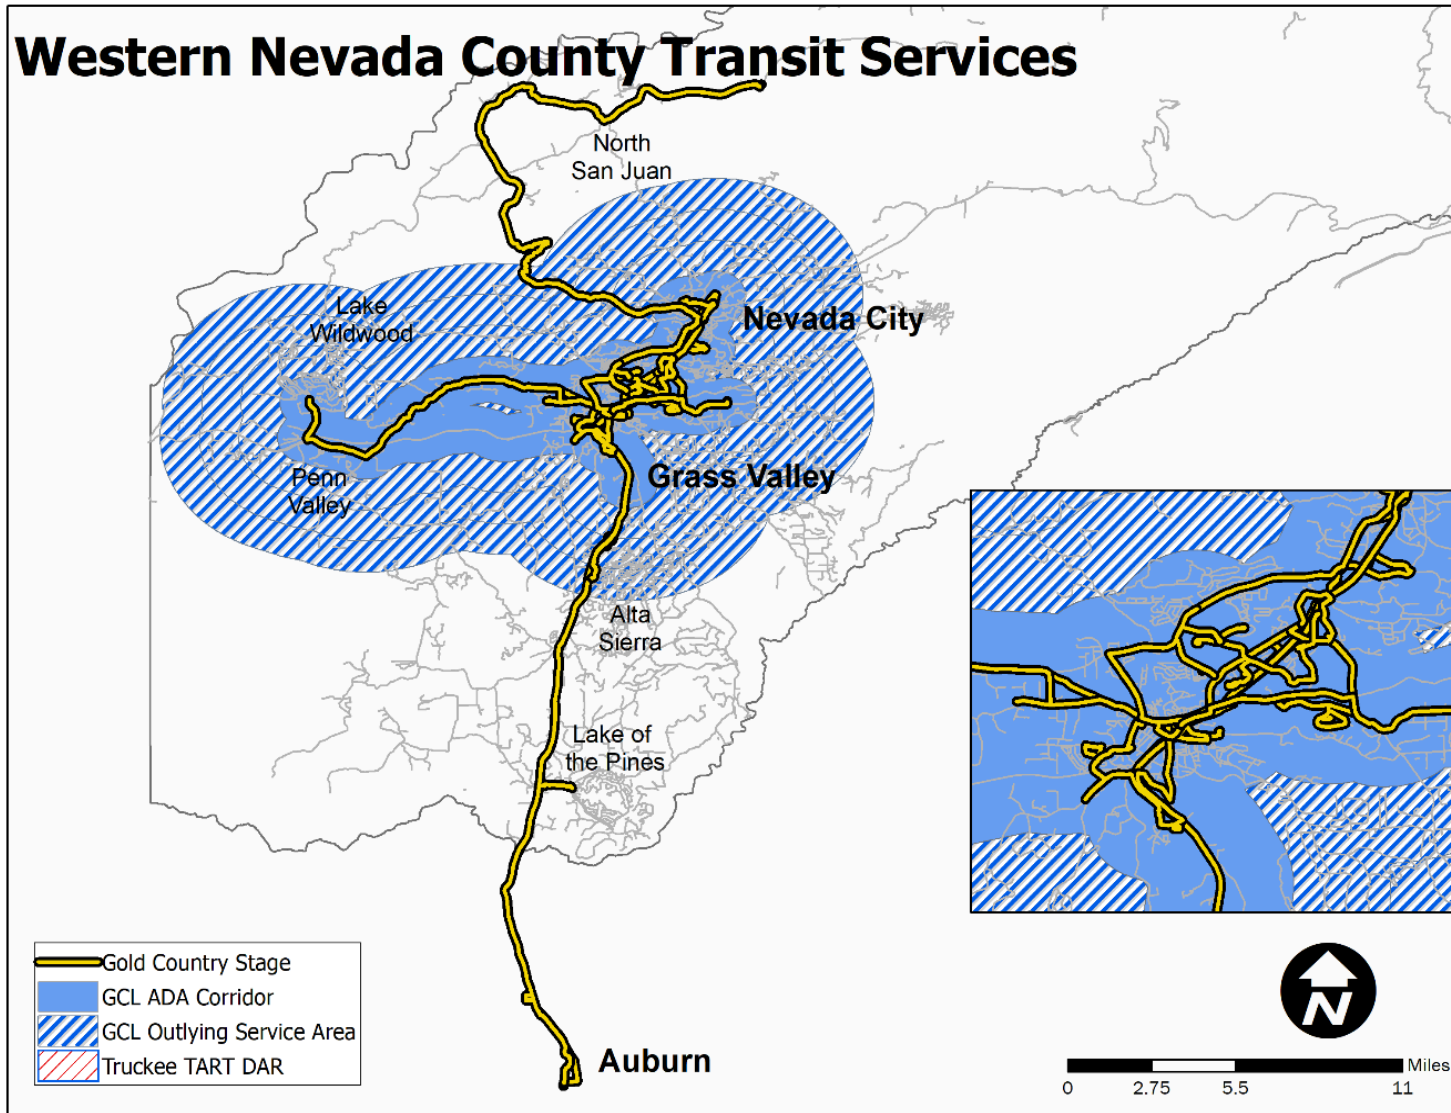 Western Nevada County Transit Services
North
San Juan
Lake
Wildwood
Nevada City
Penn
Valley
Grass Valley
Alta
Sierra
Lake of
the Pines
Auburn
Gold Country Stage
GCL ADA Corridor
GCL Outlying Service Area
Truckee TART DAR
N
Miles
0 2.75 5.5 11